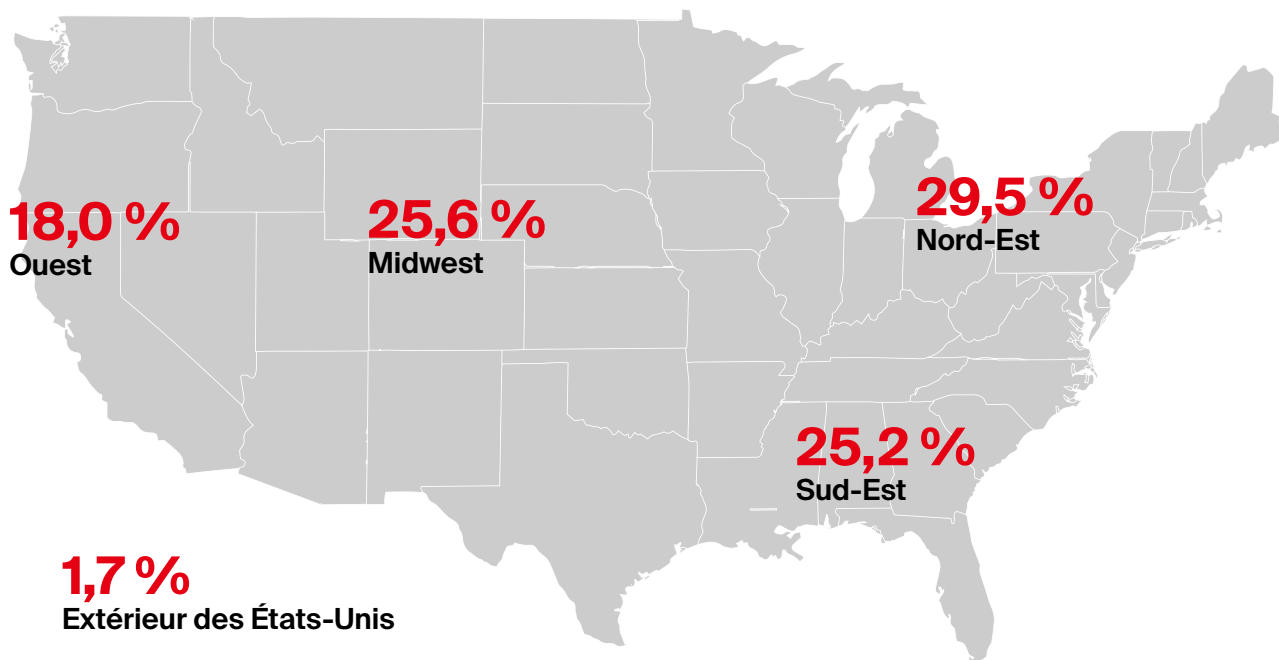 29,5 %
Nord-Est
18,0 %
Ouest
25,6 %
Midwest
25,2 %
Sud-Est
1,7 %
Extérieur des États-Unis